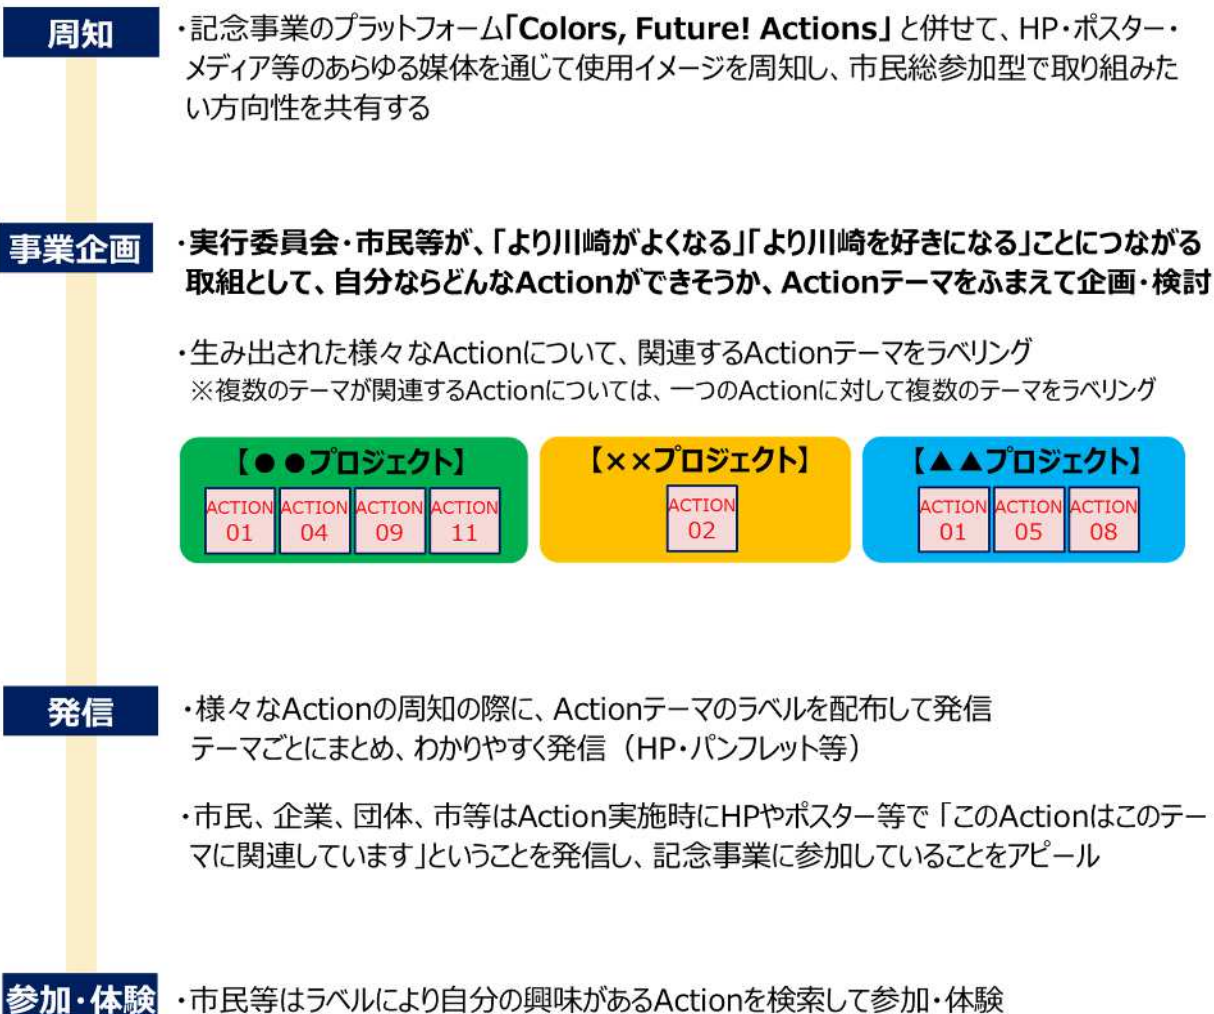 周知
・記念事業のプラットフォーム「Colors, Future! Actions」と併せて、HP・ポスター・
メディア等のあらゆる媒体を通じて使用イメージを周知し、市民総参加型で取り組みた
い方向性を共有する
事業企画
・実行委員会・市民等が、「より川崎がよくなる」「より川崎を好きになる」ことにつながる
取組として、自分ならどんなActionができそうか、Actionテーマをふまえて企画・検討
・生み出された様々なActionについて、関連するActionテーマをラベリング
※複数のテーマが関連するActionについては、一つのActionに対して複数のテーマをラベリング
【●●プロジェクト】
ACTION 01
ACTION 04
ACTION 09
ACTION 11
【××プロジェクト】
ACTION 02
【▲▲プロジェクト】
ACTION 01
ACTION 05
ACTION 08
発信
・様々なActionの周知の際に、Actionテーマのラベルを配布して発信
テーマごとにまとめ、わかりやすく発信（HP・パンフレット等）
・市民、企業、団体、市等はAction実施時にHPやポスター等で「このActionはこのテー
マに関連しています」ということを発信し、記念事業に参加していることをアピール
参加・体験
・市民等はラベルにより自分の興味があるActionを検索して参加・体験